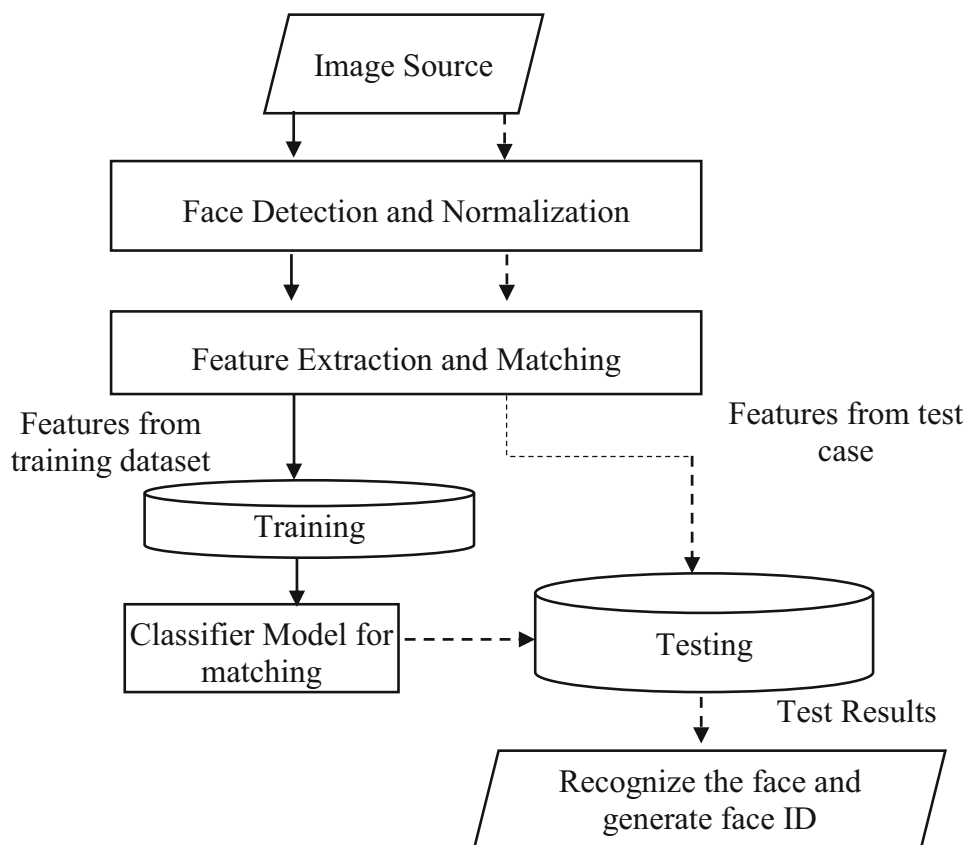 Image Source
Face Detection and Normalization
Feature Extraction and Matching
Features from
training dataset
Features from test
case
Training
Classifier Model for
matching
Testing
Test Results
Recognize the face and
generate face ID